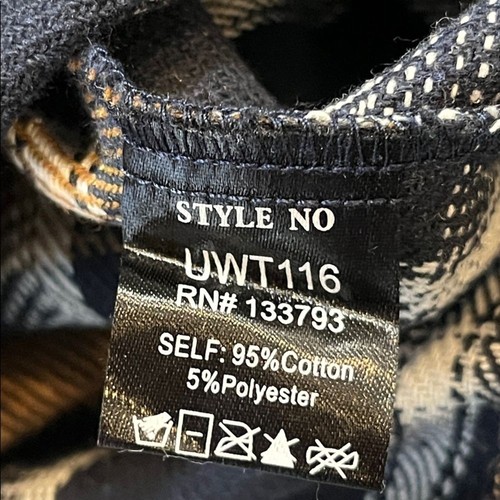 STYLE NO
UWT116
RN# 133793
SELF: 95%Cotton
5%Polyester